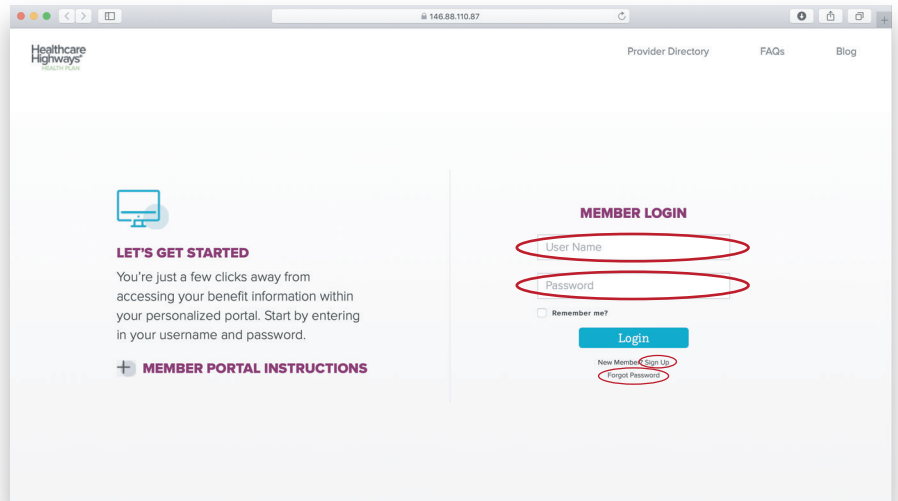 146.88.110.87
Healthcare
Highways®
HEALTH PLAN
Provider Directory FAQs Blog
LET'S GET STARTED
You're just a few clicks away from
accessing your benefit information within
your personalized portal. Start by entering
in your username and password.
+ MEMBER PORTAL INSTRUCTIONS
MEMBER LOGIN
User Name
Password
Remember me?
Login
New Member? Sign Up
Forgot Password